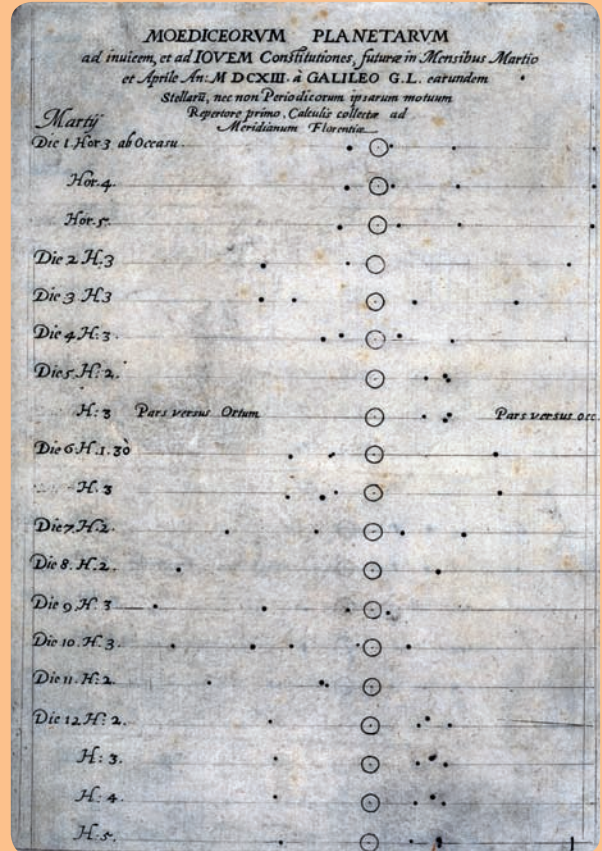 MOEDICEORVM PLANETARVM
ad inuicem, et ad IOVEM Constitutiones, futuræ in Mensibus Martio
et Aprile An: M DCXIII. à GALILEO G.L. earundem
Stellarũ, nec non Periodicorum ipsarum motuum
Repertore primo. Calculis collectæ ad
Meridianum Florentiæ
Martij
Die 1. Hor. 3 ab Occasu.
Hor. 4.
Hor. 5.
Die 2. H. 3
Die 3. H. 3
Die 4 H: 3.
Die 5. H: 2.
H: 3 Pars versus Ortum Pars versus occ.
Die 6 H. 1. 30
H. 3
Die 7. H. 2.
Die 8. H. 2.
Die 9. H. 3
Die 10. H. 3.
Die 11. H: 2.
Die 12 H: 2.
H: 3.
H: 4.
H: 5.